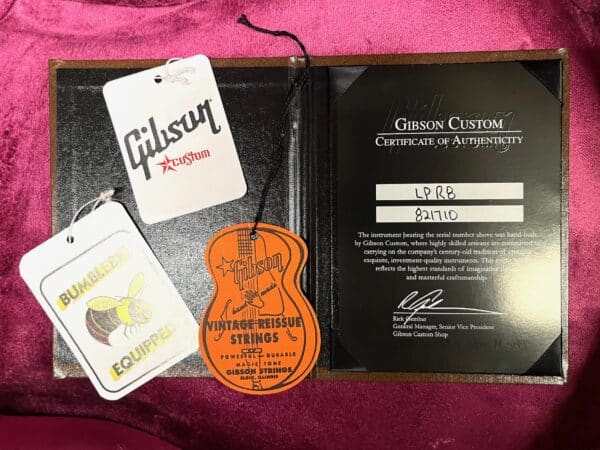 Gibson
CUSTOM
BUMBLEBEE
EQUIPPED
Gibson
VINTAGE REISSUE
STRINGS
POWERFUL DURABLE
MAGIC TONE
GIBSON STRINGS
ELGIN, ILLINOIS
GIBSON CUSTOM
CERTIFICATE OF AUTHENTICITY
LPR8
821710
The instrument bearing the serial number above was hand-built
by Gibson Custom, where highly skilled artisans are committed to
carrying on the company's century-old tradition of creating
exquisite, investment-quality instruments. This guitar
reflects the highest standards of imagination
and masterful craftsmanship.
Rick Gembar
General Manager, Senior Vice President
Gibson Custom Shop